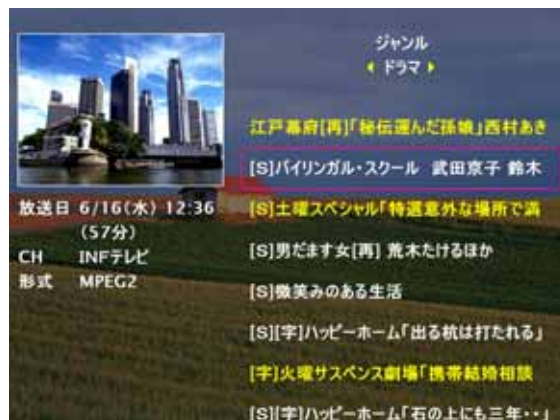 ジャンル
ドラマ
江戸幕府[再]「秘伝運んだ孫娘」西村あき
[S]バイリンガル・スクール 武田京子 鈴木
放送日 6/16(水) 12:36
(57分)
CH INFテレビ
形式 MPEG2
[S]土曜スペシャル「特選意外な場所で満
[S]男だます女[再] 荒木たけるほか
[S]微笑みのある生活
[S][字]ハッピーホーム「出る杭は打たれる」
[字]火曜サスペンス劇場「携帯結婚相談
[S][字]ハッピーホーム「石の上にも三年・・」